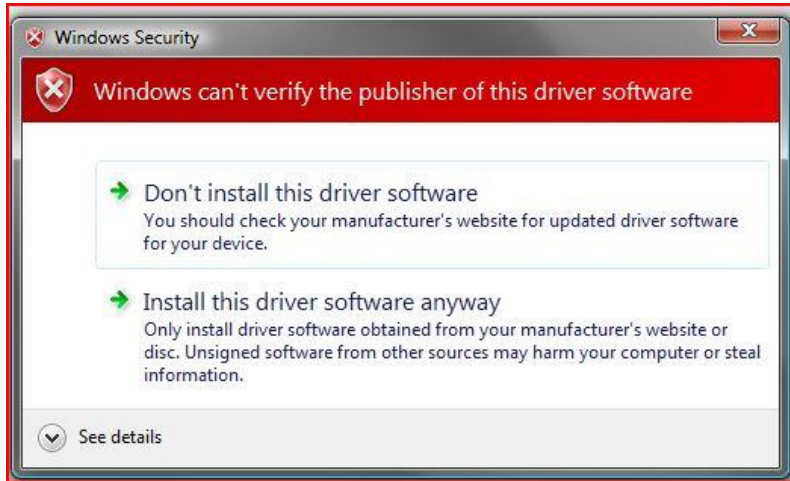 Windows Security
Windows can't verify the publisher of this driver software
Don't install this driver software
You should check your manufacturer's website for updated driver software
for your device.
Install this driver software anyway
Only install driver software obtained from your manufacturer's website or
disc. Unsigned software from other sources may harm your computer or steal
information.
See details